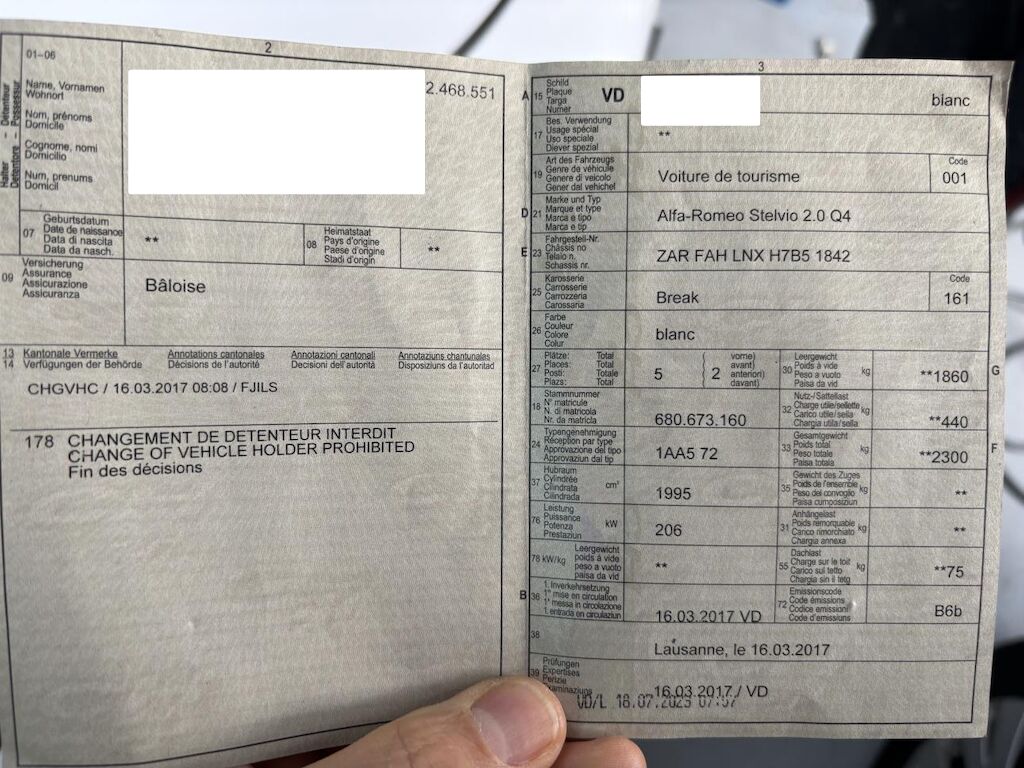 2
01–06
Halter – Détenteur
Detentore – Possessur
Name, Vornamen
Wohnort
Nom, prénoms
Domicile
Cognome, nomi
Domicilio
Num, prenums
Domicil
2.468.551
07
Geburtsdatum
Date de naissance
Data di nascita
Data da nasch.
**
08
Heimatstaat
Pays d'origine
Paese d'origine
Stadi d'origin
**
09
Versicherung
Assurance
Assicurazione
Assicuranza
Bâloise
13 Kantonale Vermerke Annotations cantonales Annotazioni cantonali Annotaziuns chantunalas
14 Verfügungen der Behörde Décisions de l'autorité Decisioni dell'autorità Disposiziuns da l'autoritad
CHGVHC / 16.03.2017 08:08 / FJILS
178 CHANGEMENT DE DETENTEUR INTERDIT
CHANGE OF VEHICLE HOLDER PROHIBITED
Fin des décisions
3
A 15
Schild
Plaque
Targa
Numer
VD
blanc
17
Bes. Verwendung
Usage spécial
Uso speciale
Diever spezial
**
19
Art des Fahrzeugs
Genre de véhicule
Genere di veicolo
Gener dal vehichel
Voiture de tourisme
Code
001
D 21
Marke und Typ
Marque et type
Marca e tipo
Marca e tip
Alfa-Romeo Stelvio 2.0 Q4
E 23
Fahrgestell-Nr.
Châssis no
Telaio n.
Schassis nr.
ZAR FAH LNX H7B5 1842
25
Karosserie
Carrosserie
Carrozzeria
Carossaria
Break
Code
161
26
Farbe
Couleur
Colore
Colur
blanc
27
Plätze: Total
Places: Total
Posti: Totale
Plazs: Total
5
2
vorne)
avant)
anteriori)
davant)
30
Leergewicht
Poids à vide
Peso a vuoto
Paisa da vid
kg
**1860
G
18
Stammnummer
N° matricule
N. di matricola
Nr. da matricla
680.673.160
32
Nutz-/Sattellast
Charge utile/sellette
Carico utile/sella
Chargia utila/sella
kg
**440
24
Typengenehmigung
Réception par type
Approvazione del tipo
Approvaziun dal tip
1AA5 72
33
Gesamtgewicht
Poids total
Peso totale
Paisa totala
kg
**2300
F
37
Hubraum
Cylindrée
Cilindrata
Cilindrada
cm³
1995
35
Gewicht des Zuges
Poids de l'ensemble
Peso del convoglio
Paisa cumposiziun
kg
**
76
Leistung
Puissance
Potenza
Prestaziun
kW
206
31
Anhängelast
Poids remorquable
Carico rimorchiato
Chargia annexa
kg
**
78 kW/kg
Leergewicht
poids à vide
peso a vuoto
paisa da vid
**
55
Dachlast
Charge sur le toit
Carico sul tetto
Chargia sin il tetg
kg
**75
B 36
1. Inverkehrsetzung
1re mise en circulation
1a messa in circolazione
1. entrada en circulaziun
16.03.2017 VD
72
Emissionscode
Code émissions
Codice emissioni
Code d'emissiuns
B6b
38
Lausanne, le 16.03.2017
39
Prüfungen
Expertises
Perizie
Examinaziuns
16.03.2017 / VD
VD/L 18.07.2023 07:57